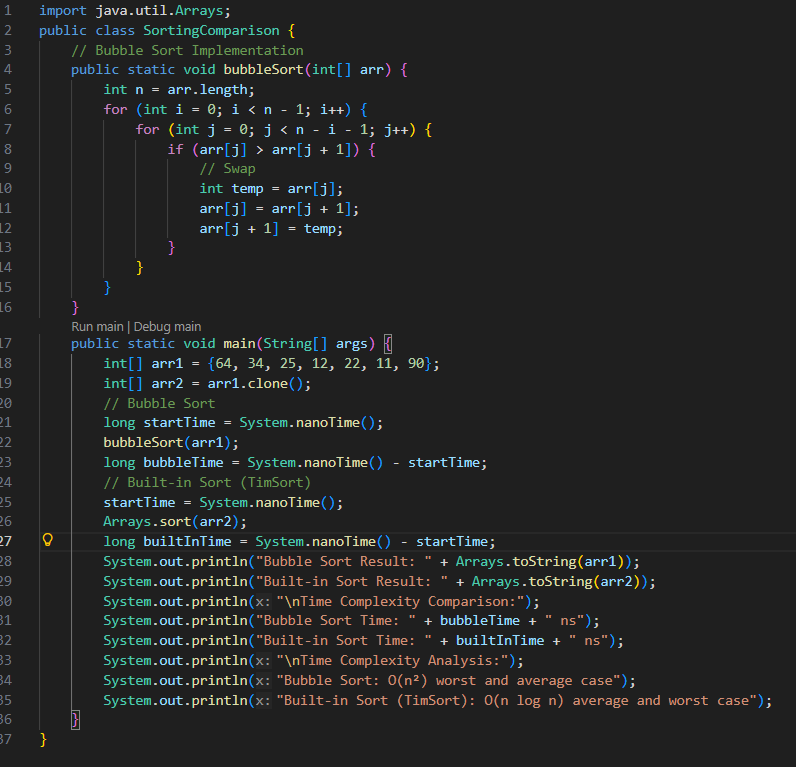 1 import java.util.Arrays;
2 public class SortingComparison {
3 // Bubble Sort Implementation
4 public static void bubbleSort(int[] arr) {
5 int n = arr.length;
6 for (int i = 0; i < n - 1; i++) {
7 for (int j = 0; j < n - i - 1; j++) {
8 if (arr[j] > arr[j + 1]) {
9 // Swap
10 int temp = arr[j];
11 arr[j] = arr[j + 1];
12 arr[j + 1] = temp;
13 }
14 }
15 }
16 }
Run main | Debug main
17 public static void main(String[] args) {
18 int[] arr1 = {64, 34, 25, 12, 22, 11, 90};
19 int[] arr2 = arr1.clone();
20 // Bubble Sort
21 long startTime = System.nanoTime();
22 bubbleSort(arr1);
23 long bubbleTime = System.nanoTime() - startTime;
24 // Built-in Sort (TimSort)
25 startTime = System.nanoTime();
26 Arrays.sort(arr2);
27 long builtInTime = System.nanoTime() - startTime;
28 System.out.println("Bubble Sort Result: " + Arrays.toString(arr1));
29 System.out.println("Built-in Sort Result: " + Arrays.toString(arr2));
30 System.out.println(x: "\nTime Complexity Comparison:");
31 System.out.println("Bubble Sort Time: " + bubbleTime + " ns");
32 System.out.println("Built-in Sort Time: " + builtInTime + " ns");
33 System.out.println(x: "\nTime Complexity Analysis:");
34 System.out.println(x: "Bubble Sort: O(n²) worst and average case");
35 System.out.println(x: "Built-in Sort (TimSort): O(n log n) average and worst case");
36 }
37 }